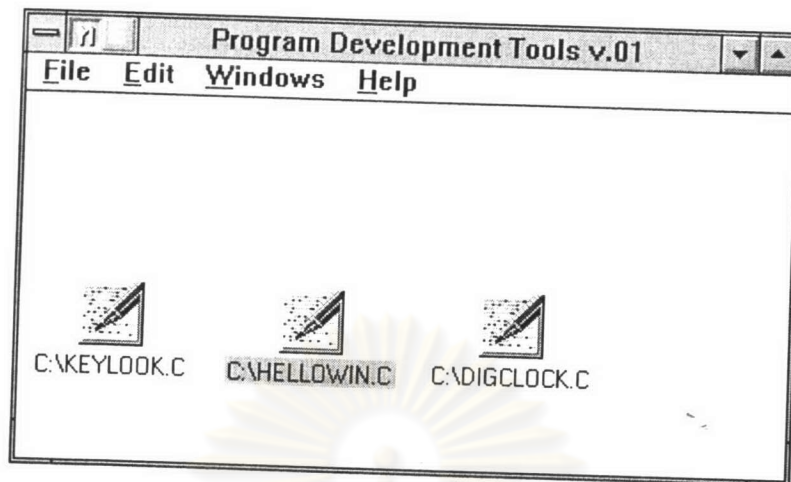 Program Development Tools v.01
File Edit Windows Help
C:\KEYLOOK.C C:\HELLOWIN.C C:\DIGCLOCK.C